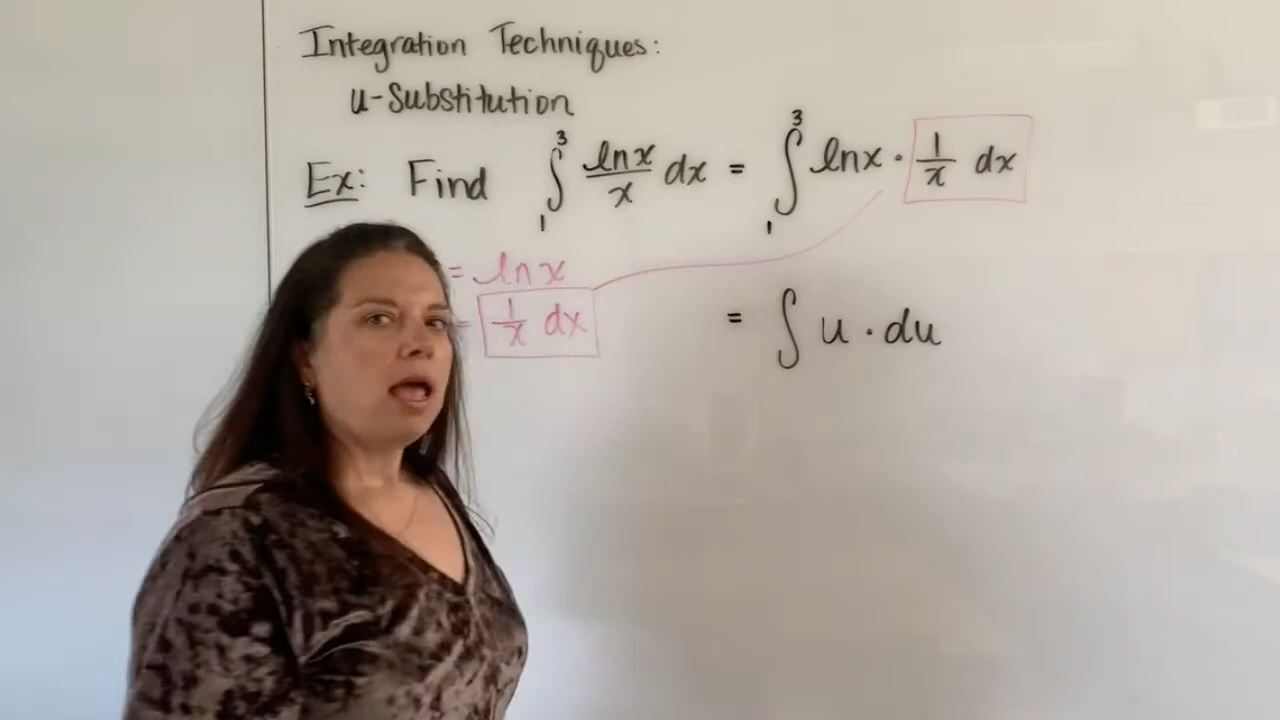 Integration Techniques:
u-Substitution
Ex: Find ∫₁³ ln x / x dx = ∫₁³ ln x · 1/x dx
= ln x
= 1/x dx
= ∫ u · du